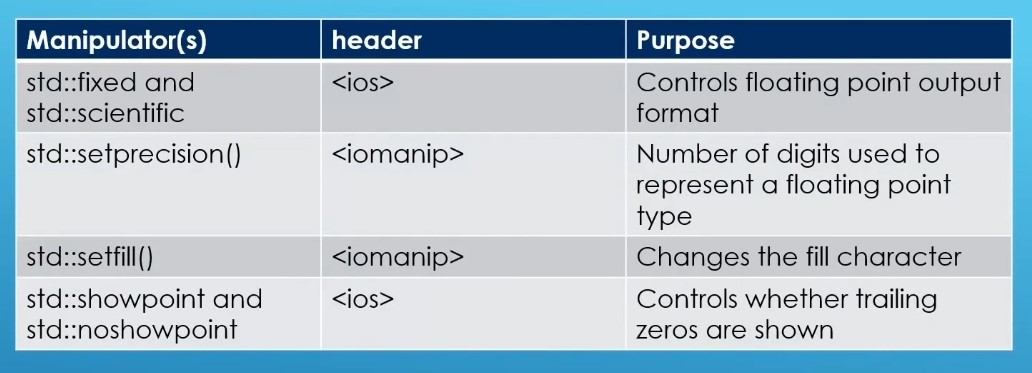 Manipulator(s) header Purpose
std::fixed and <ios> Controls floating point output
std::scientific format
std::setprecision() <iomanip> Number of digits used to
represent a floating point
type
std::setfill() <iomanip> Changes the fill character
std::showpoint and <ios> Controls whether trailing
std::noshowpoint zeros are shown